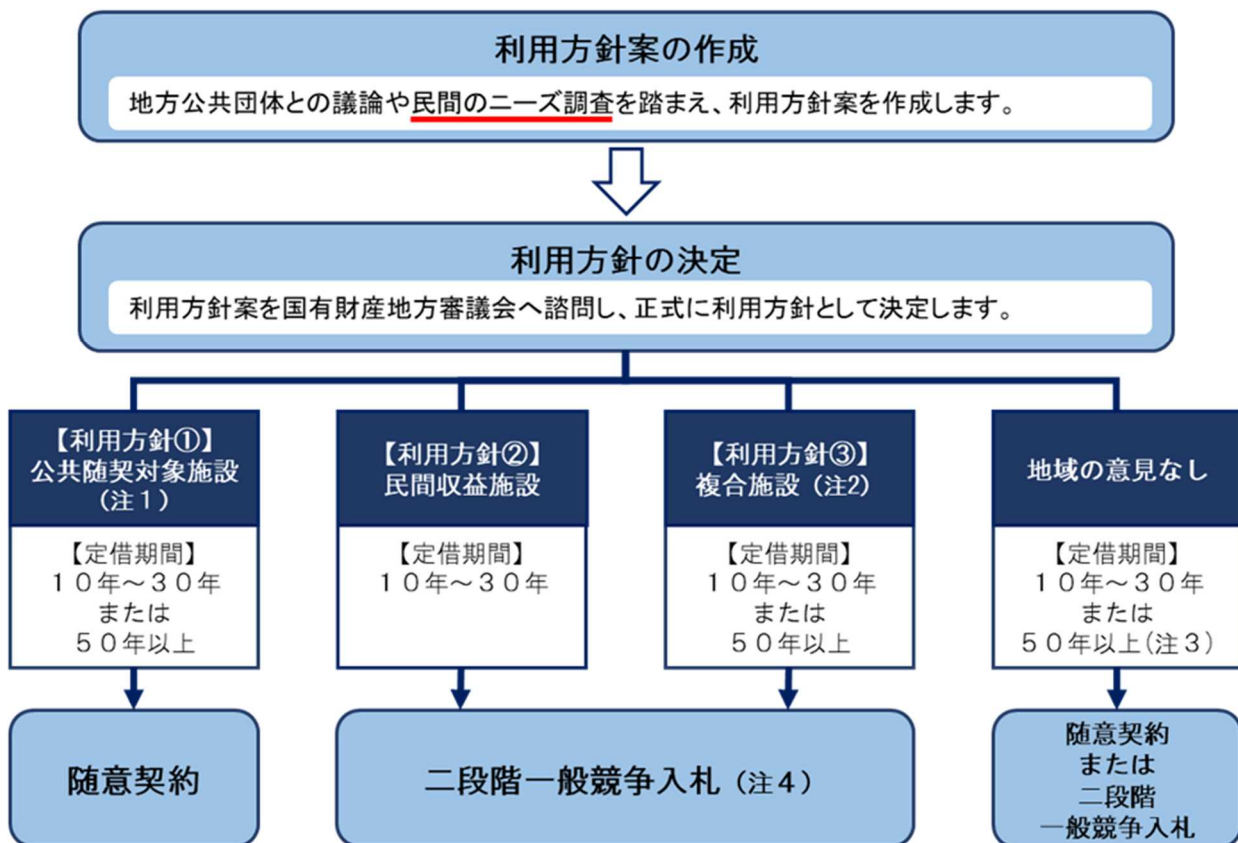 利用方針案の作成
地方公共団体との議論や民間のニーズ調査を踏まえ、利用方針案を作成します。
利用方針の決定
利用方針案を国有財産地方審議会へ諮問し、正式に利用方針として決定します。
【利用方針①】
公共随契対象施設
(注１)
【定借期間】
１０年～３０年
または
５０年以上
随意契約
【利用方針②】
民間収益施設
【定借期間】
１０年～３０年
【利用方針③】
複合施設（注2）
【定借期間】
１０年～３０年
または
５０年以上
二段階一般競争入札（注４）
地域の意見なし
【定借期間】
１０年～３０年
または
５０年以上(注３)
随意契約
または
二段階
一般競争入札